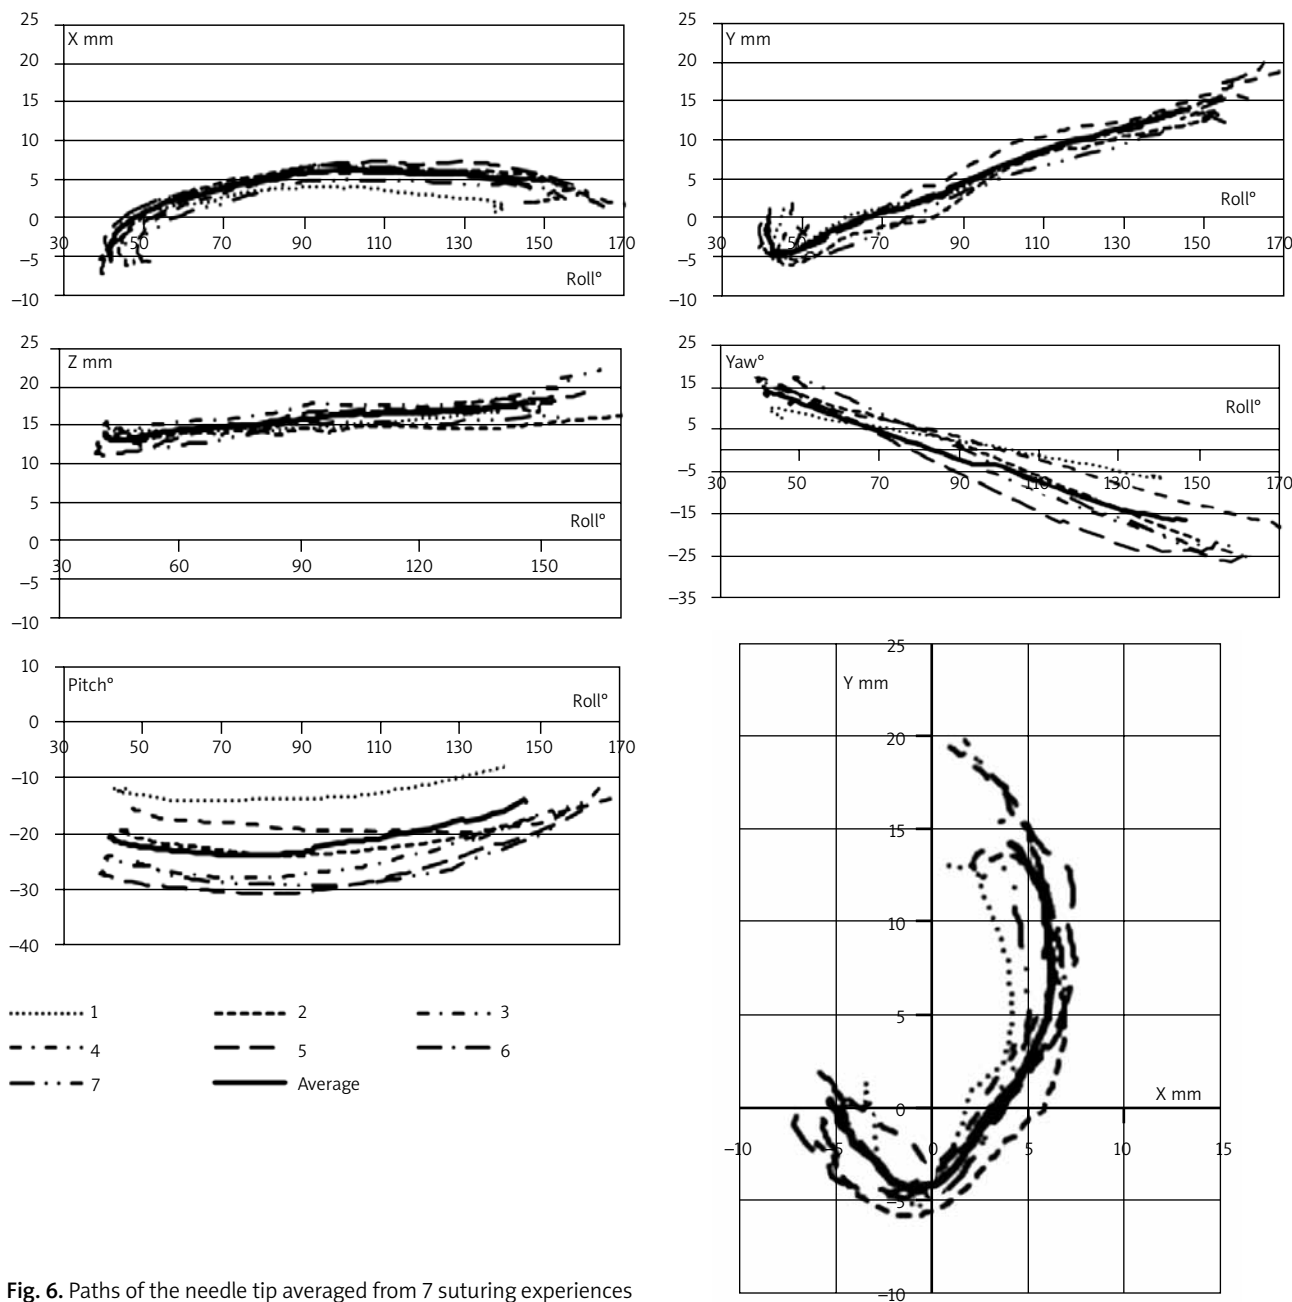 25
X mm
20
15
10
5
0
30 50 70 90 110 130 150 170
–5
Roll°
–10
25
Y mm
20
15
10
5
Roll°
0
30 50 70 90 110 130 150 170
–5
–10
25
Z mm
20
15
10
5
Roll°
0
30 60 90 120 150
–5
–10
25
Yaw°
15
Roll°
5
–5
30 50 70 90 110 130 150 170
–15
–25
–35
10
Pitch°
Roll°
0
30 50 70 90 110 130 150 170
–10
–20
–30
–40
25
Y mm
20
15
10
5
X mm
0
–10 –5 0 5 10 15
–5
–10
1 2 3
4 5 6
7 Average
Fig. 6. Paths of the needle tip averaged from 7 suturing experiences